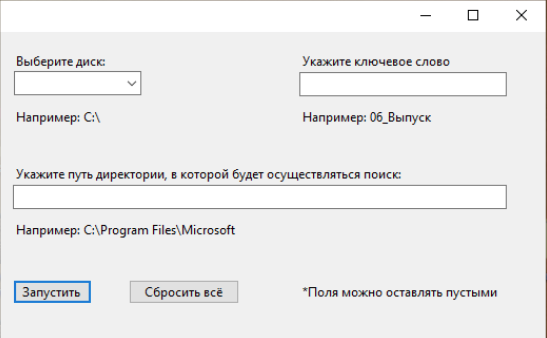 Выберите диск:
Укажите ключевое слово
Например: C:\
Например: 06_Выпуск
Укажите путь директории, в которой будет осуществляться поиск:
Например: C:\Program Files\Microsoft
Запустить
Сбросить всё
*Поля можно оставлять пустыми